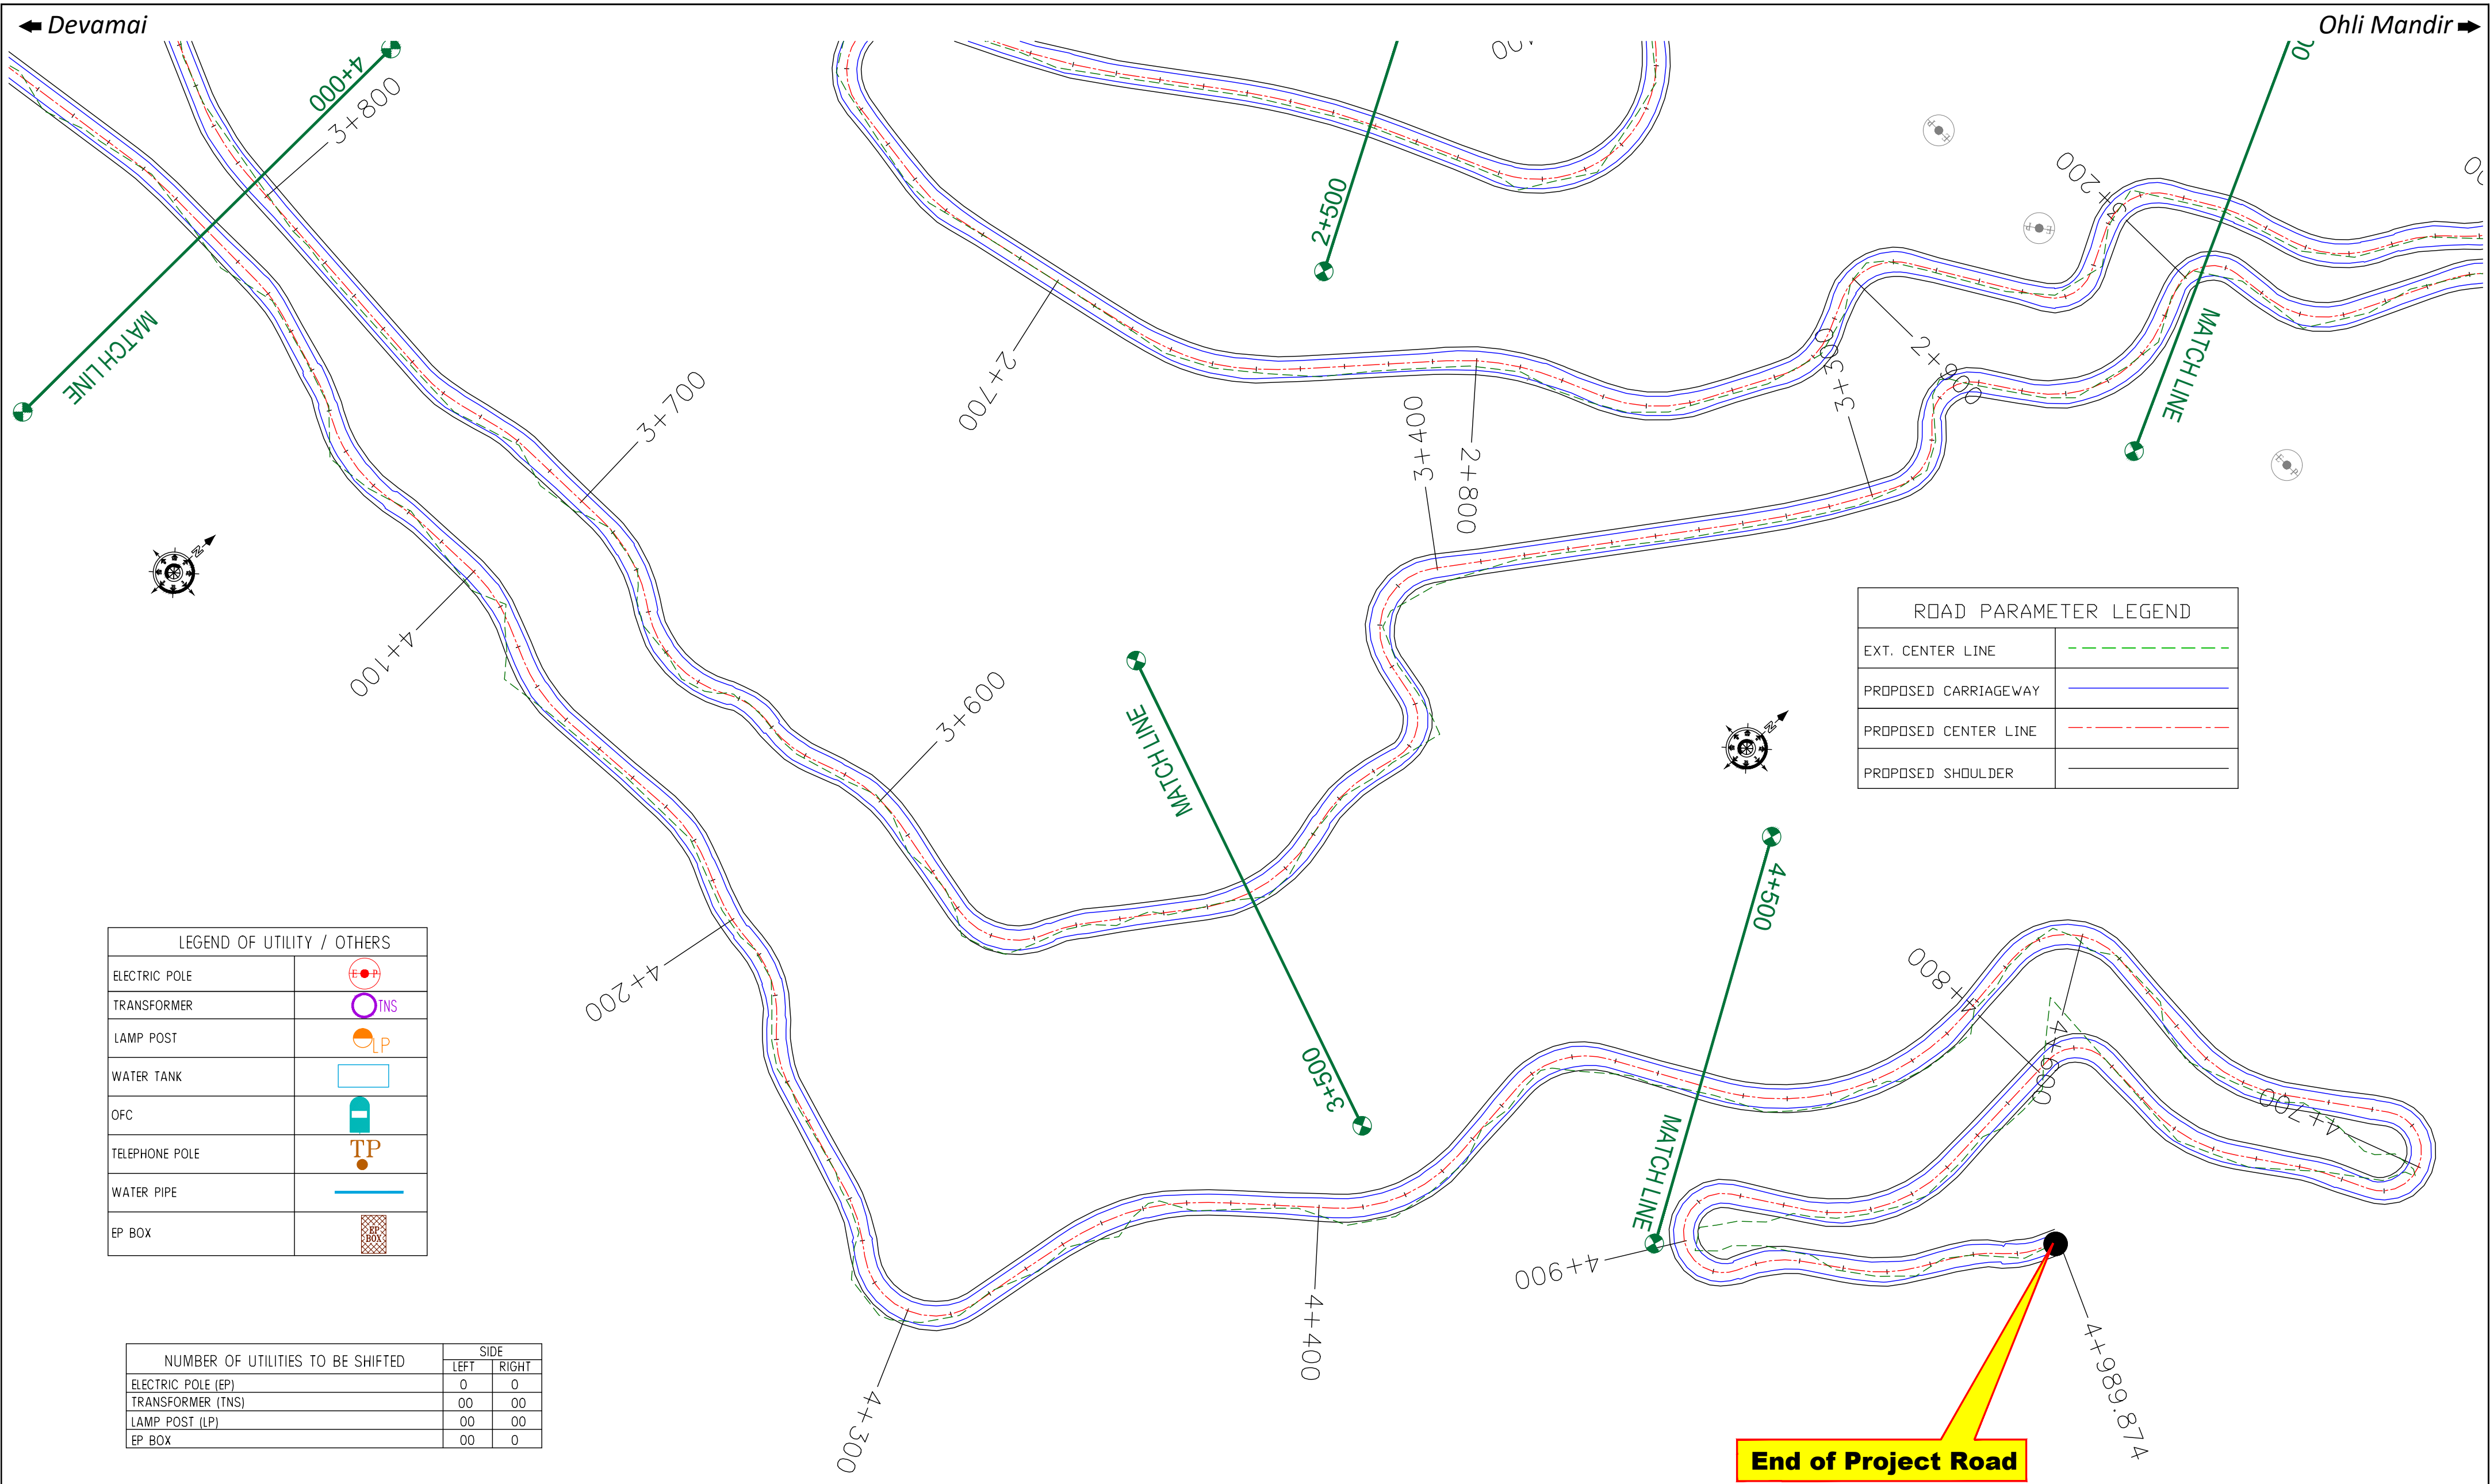 Devamai
Ohli Mandir
4+000
3+800
MATCH LINE
2+500
3+200
MATCH LINE
3+700
2+700
3+300
2+900
3+400
2+800
N
4+100
3+600
MATCH LINE
3+500
N
ROAD PARAMETER LEGEND
EXT. CENTER LINE
PROPOSED CARRIAGEWAY
PROPOSED CENTER LINE
PROPOSED SHOULDER
4+500
MATCH LINE
4+200
4+800
4+600
4+700
4+900
4+400
4+300
4+989.874
End of Project Road
LEGEND OF UTILITY / OTHERS
ELECTRIC POLE E P
TRANSFORMER TNS
LAMP POST LP
WATER TANK
OFC
TELEPHONE POLE TP
WATER PIPE
EP BOX EP BOX
NUMBER OF UTILITIES TO BE SHIFTED SIDE
LEFT RIGHT
ELECTRIC POLE (EP) 0 0
TRANSFORMER (TNS) 00 00
LAMP POST (LP) 00 00
EP BOX 00 0